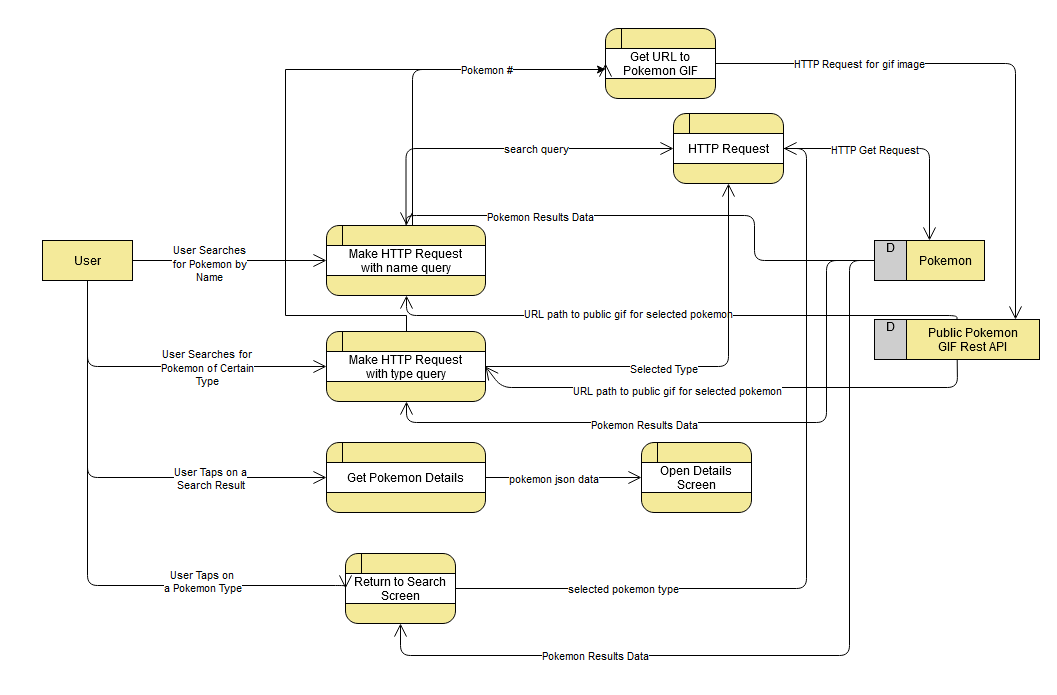 Get URL to
Pokemon GIF
Pokemon #
HTTP Request for gif image
HTTP Request
search query
HTTP Get Request
Pokemon Results Data
User
User Searches
for Pokemon by
Name
Make HTTP Request
with name query
D
Pokemon
URL path to public gif for selected pokemon
D
Public Pokemon
GIF Rest API
User Searches for
Pokemon of Certain
Type
Make HTTP Request
with type query
Selected Type
URL path to public gif for selected pokemon
Pokemon Results Data
User Taps on a
Search Result
Get Pokemon Details
pokemon json data
Open Details
Screen
User Taps on
a Pokemon Type
Return to Search
Screen
selected pokemon type
Pokemon Results Data